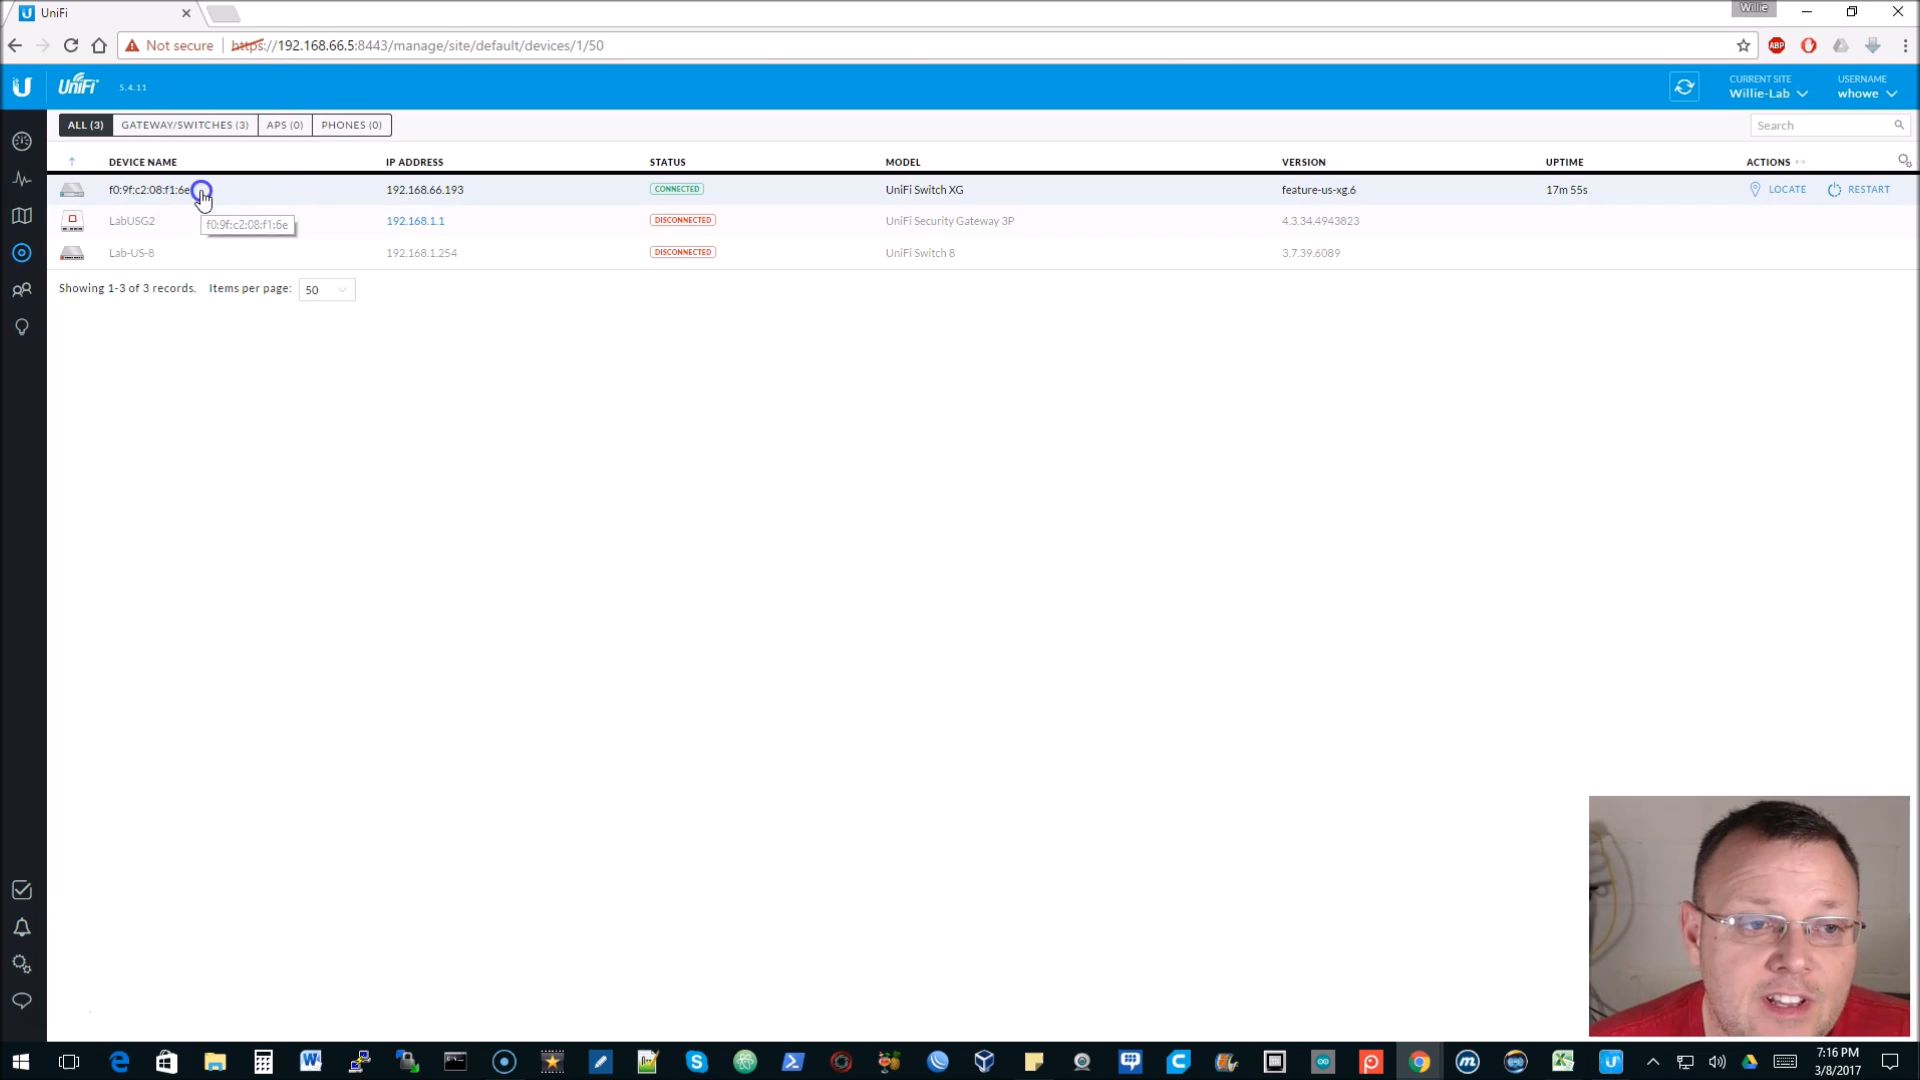 UniFi
Willie
Not secure https://192.168.66.5:8443/manage/site/default/devices/1/50
ABP
U UniFi 5.4.11
CURRENT SITE
Willie-Lab
USERNAME
whowe
ALL (3) GATEWAY/SWITCHES (3) APS (0) PHONES (0)
Search
DEVICE NAME IP ADDRESS STATUS MODEL VERSION UPTIME ACTIONS
f0:9f:c2:08:f1:6e 192.168.66.193 CONNECTED UniFi Switch XG feature-us-xg.6 17m 55s LOCATE RESTART
LabUSG2 192.168.1.1 DISCONNECTED UniFi Security Gateway 3P 4.3.34.4943823
f0:9f:c2:08:f1:6e
Lab-US-8 192.168.1.254 DISCONNECTED UniFi Switch 8 3.7.39.6089
Showing 1-3 of 3 records. Items per page: 50
7:16 PM
3/8/2017